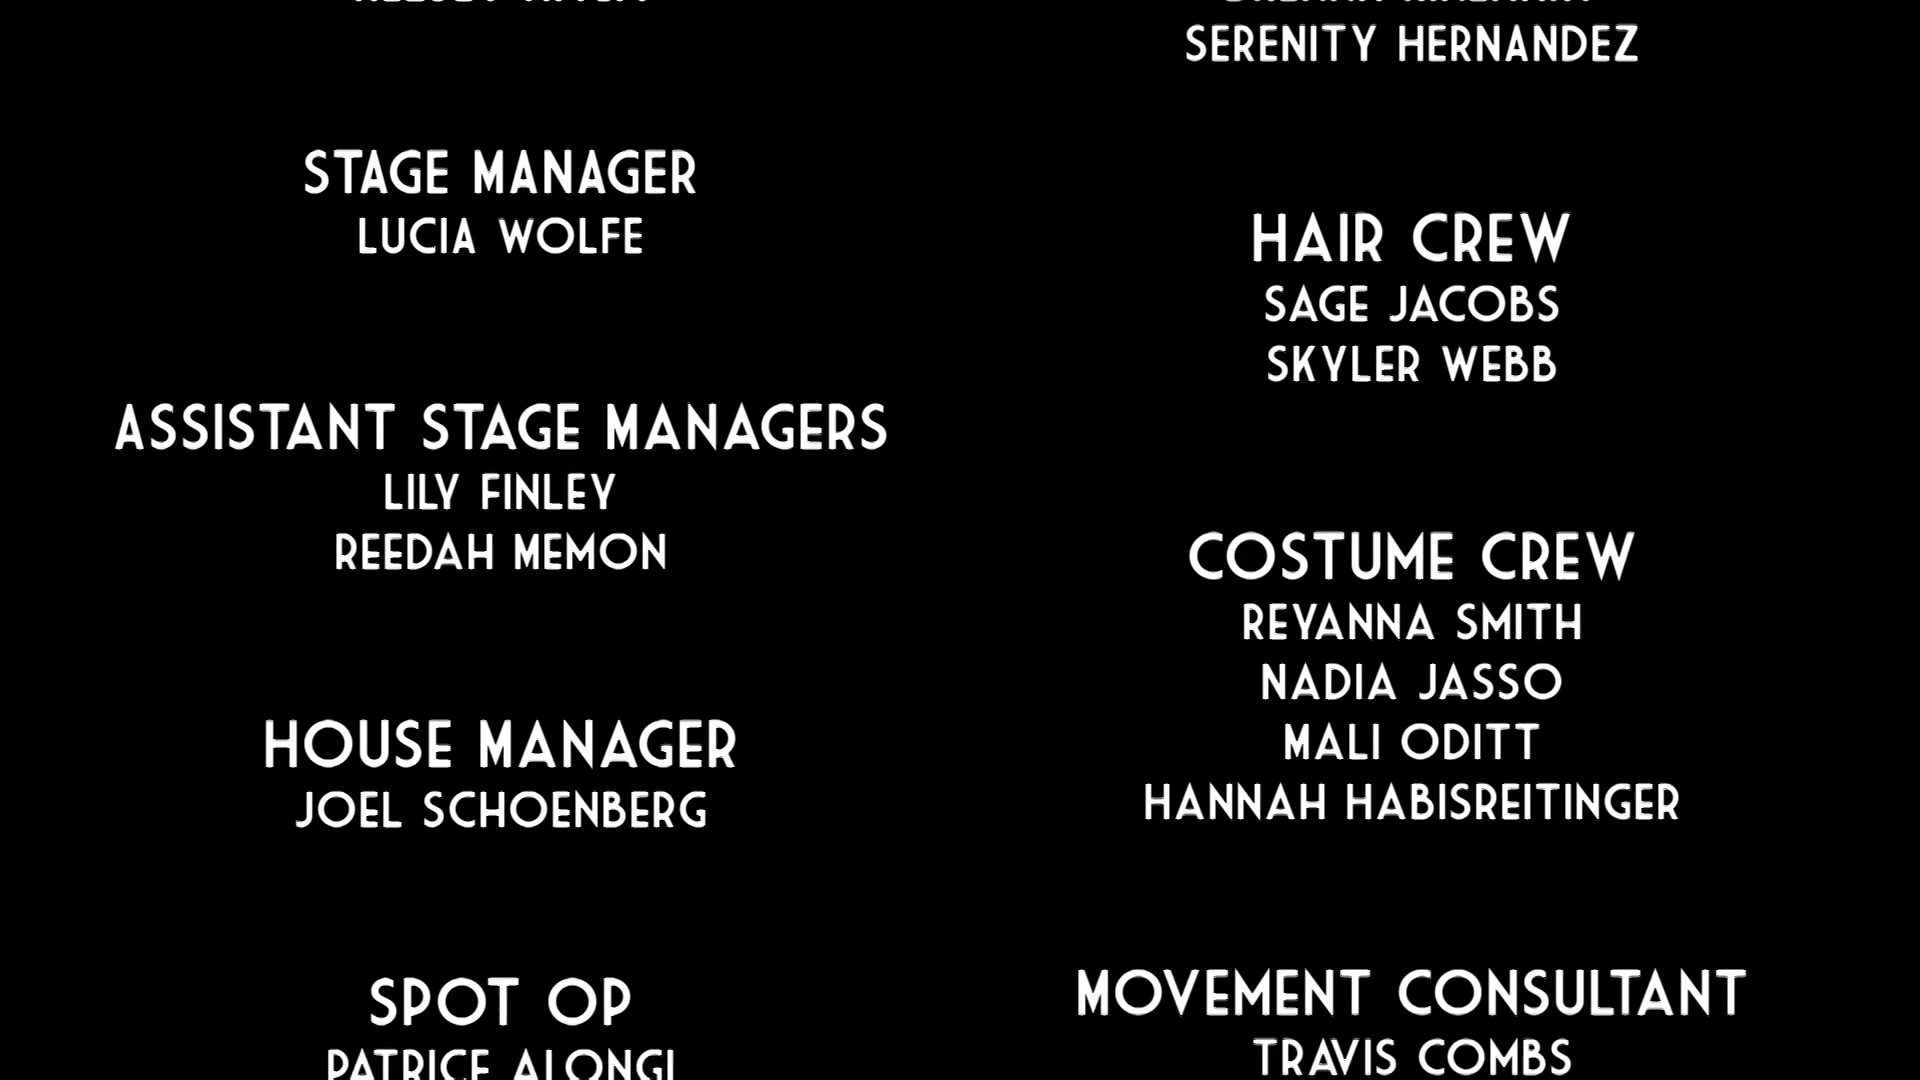 STAGE MANAGER
LUCIA WOLFE
ASSISTANT STAGE MANAGERS
LILY FINLEY
REEDAH MEMON
HOUSE MANAGER
JOEL SCHOENBERG
SPOT OP
PATRICE ALONGI
SERENITY HERNANDEZ
HAIR CREW
SAGE JACOBS
SKYLER WEBB
COSTUME CREW
REYANNA SMITH
NADIA JASSO
MALI ODITT
HANNAH HABISREITINGER
MOVEMENT CONSULTANT
TRAVIS COMBS